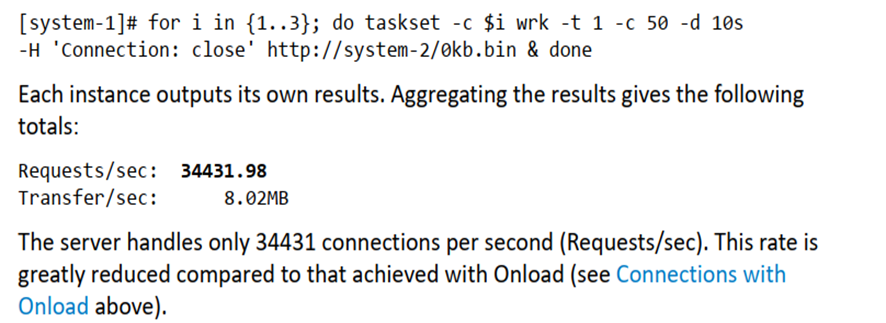 [system-1]# for i in {1..3}; do taskset -c $i wrk -t 1 -c 50 -d 10s
-H 'Connection: close' http://system-2/0kb.bin & done
Each instance outputs its own results. Aggregating the results gives the following
totals:
Requests/sec: 34431.98
Transfer/sec: 8.02MB
The server handles only 34431 connections per second (Requests/sec). This rate is
greatly reduced compared to that achieved with Onload (see Connections with
Onload above).